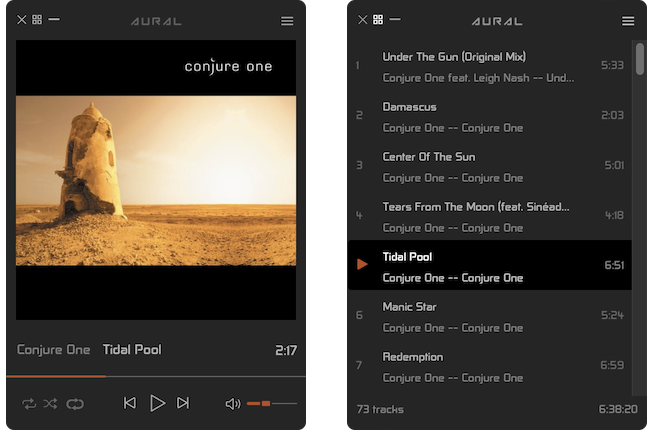 AURAL
conjure one
Conjure One Tidal Pool 2:17
AURAL
1 Under The Gun (Original Mix) 5:33
Conjure One feat. Leigh Nash -- Und...
2 Damascus 2:03
Conjure One -- Conjure One
3 Center Of The Sun 5:01
Conjure One -- Conjure One
4 Tears From The Moon (feat. Sinéad... 4:18
Conjure One -- Conjure One
Tidal Pool 6:51
Conjure One -- Conjure One
6 Manic Star 5:24
Conjure One -- Conjure One
7 Redemption 6:59
Conjure One -- Conjure One
73 tracks 6:38:20